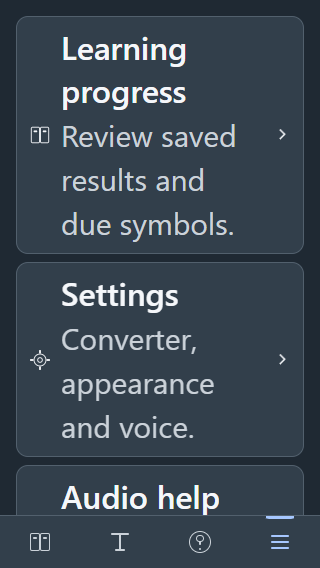 Learning
progress
Review saved
results and
due symbols.
Settings
Converter,
appearance
and voice.
Audio help